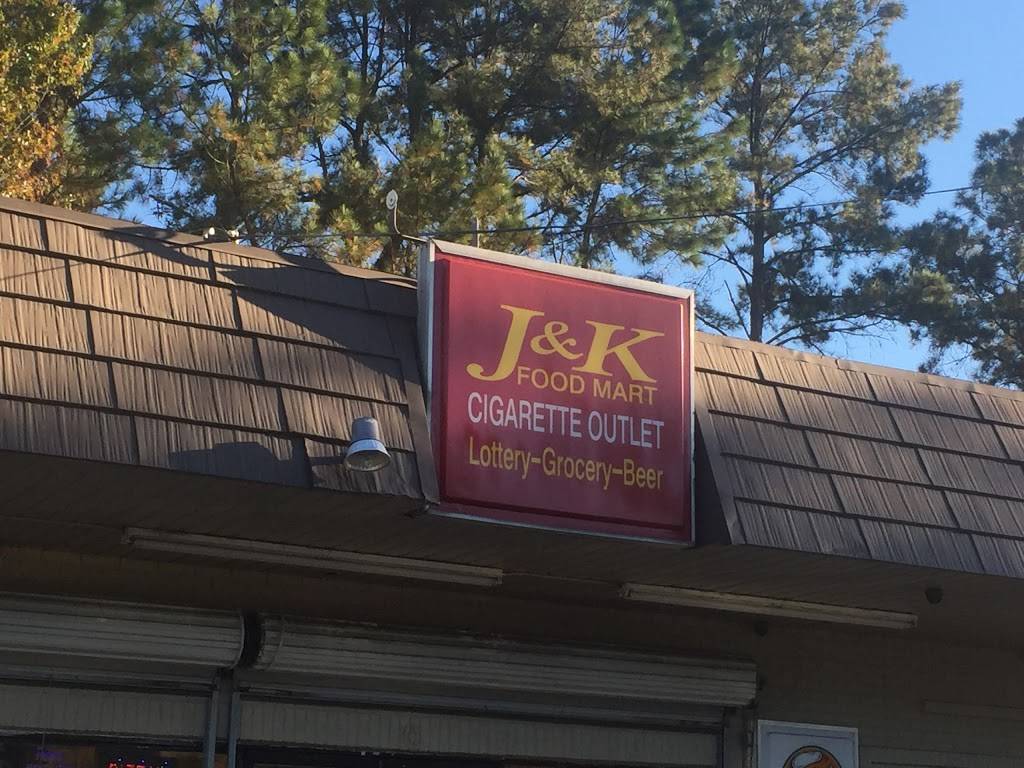 J&K
FOOD MART
CIGARETTE OUTLET
Lottery-Grocery-Beer